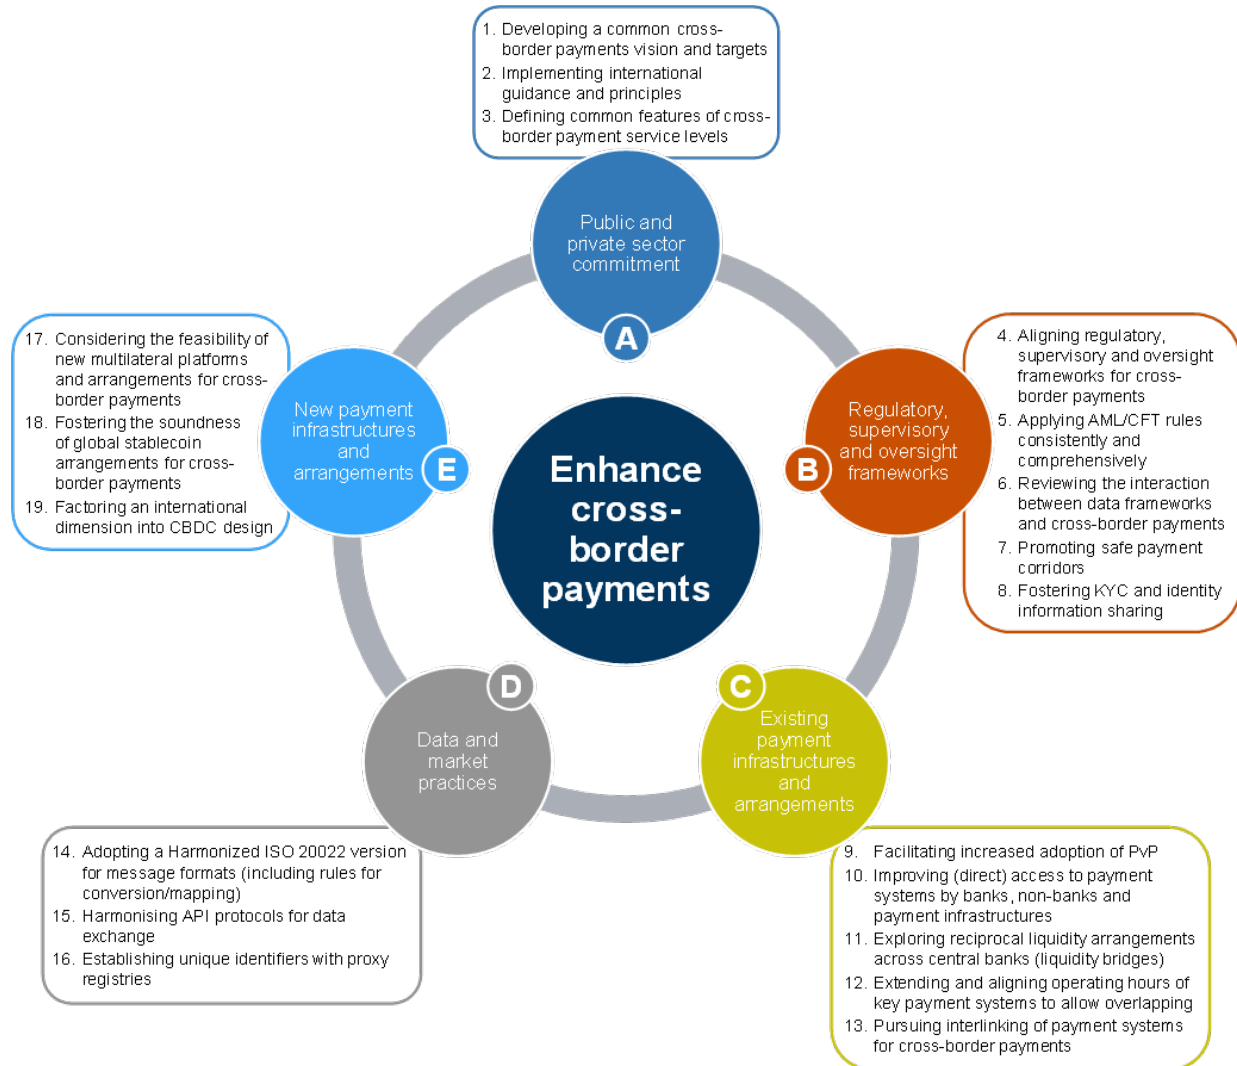 1. Developing a common cross-
border payments vision and targets
2. Implementing international
guidance and principles
3. Defining common features of cross-
border payment service levels
Public and
private sector
commitment
A
4. Aligning regulatory,
supervisory and oversight
frameworks for cross-
border payments
5. Applying AML/CFT rules
consistently and
comprehensively
6. Reviewing the interaction
between data frameworks
and cross-border payments
7. Promoting safe payment
corridors
8. Fostering KYC and identity
information sharing
Regulatory,
supervisory
and oversight
frameworks
B
Enhance
cross-
border
payments
17. Considering the feasibility of
new multilateral platforms
and arrangements for cross-
border payments
18. Fostering the soundness
of global stablecoin
arrangements for cross-
border payments
19. Factoring an international
dimension into CBDC design
New payment
infrastructures
and
arrangements
E
D
Data and
market
practices
14. Adopting a Harmonized ISO 20022 version
for message formats (including rules for
conversion/mapping)
15. Harmonising API protocols for data
exchange
16. Establishing unique identifiers with proxy
registries
C
Existing
payment
infrastructures
and
arrangements
9. Facilitating increased adoption of PvP
10. Improving (direct) access to payment
systems by banks, non-banks and
payment infrastructures
11. Exploring reciprocal liquidity arrangements
across central banks (liquidity bridges)
12. Extending and aligning operating hours of
key payment systems to allow overlapping
13. Pursuing interlinking of payment systems
for cross-border payments